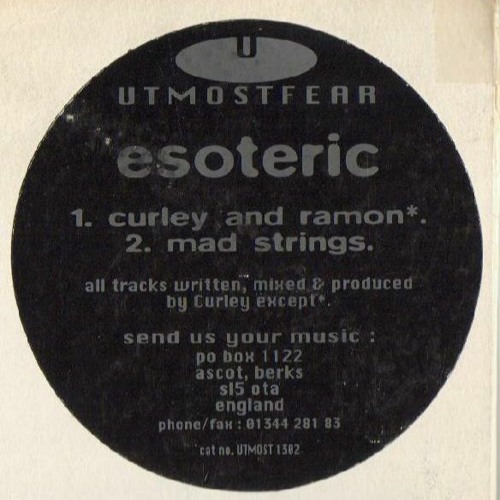 U
UTMOSTFEAR
esoteric
1. curley and ramon*.
2. mad strings.
all tracks written, mixed & produced
by Curley except*.
send us your music :
po box 1122
ascot, berks
sl5 ota
england
phone/fax : 01344 281 83
cat no. UTMOST 1302